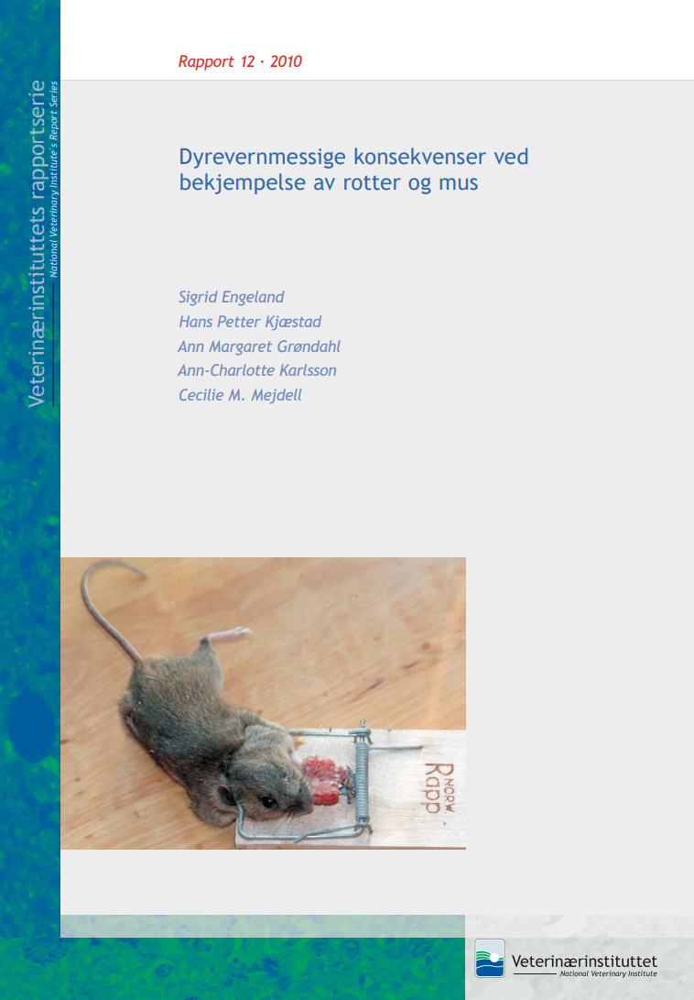 Rapport 12 · 2010
Veterinærinstituttets rapportserie
National Veterinary Institute's Report Series
Dyrevernmessige konsekvenser ved
bekjempelse av rotter og mus
Sigrid Engeland
Hans Petter Kjæstad
Ann Margaret Grøndahl
Ann-Charlotte Karlsson
Cecilie M. Mejdell
NORW.
Rapp
Veterinærinstituttet
National Veterinary Institute